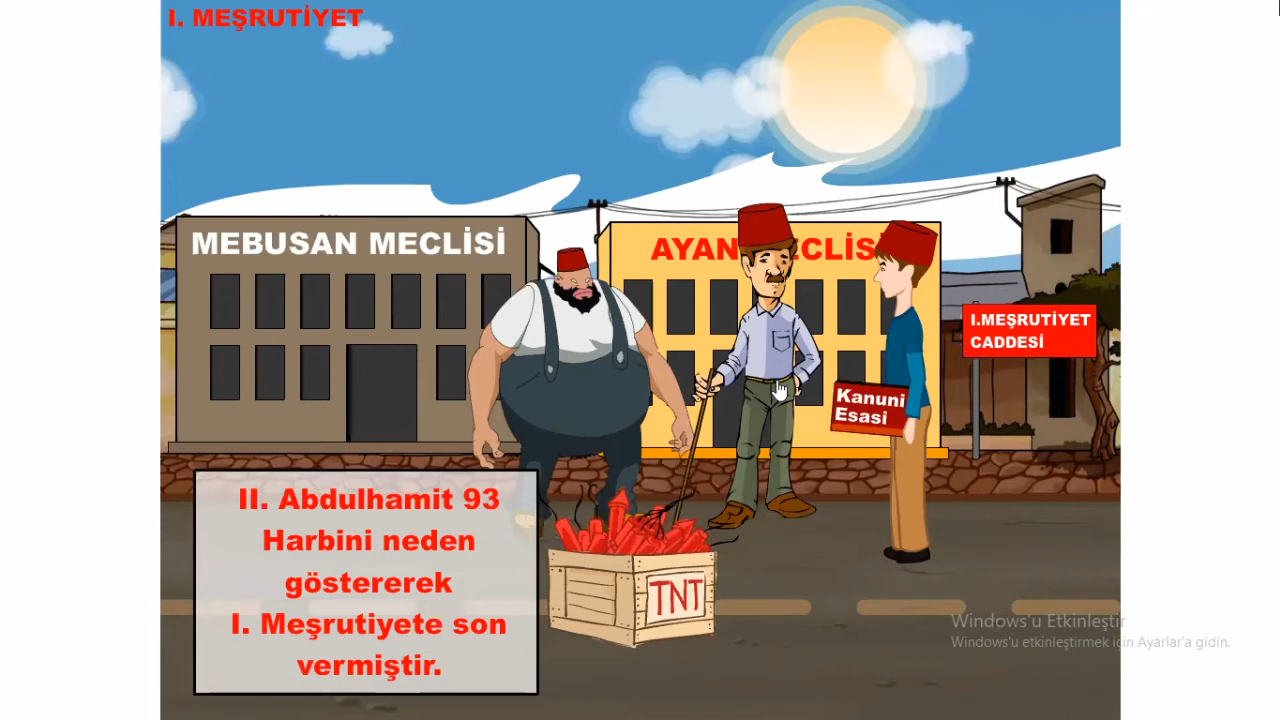 I. MEŞRUTİYET
MEBUSAN MECLİSİ
AYAN
I.MEŞRUTİYET
CADDESİ
Kanuni
Esasi
II. Abdulhamit 93
Harbini neden
göstererek
I. Meşrutiyete son
vermiştir.
TNT
Windows'u Etkinleştir
Windows'u etkinleştirmek için Ayarlar'a gidin.